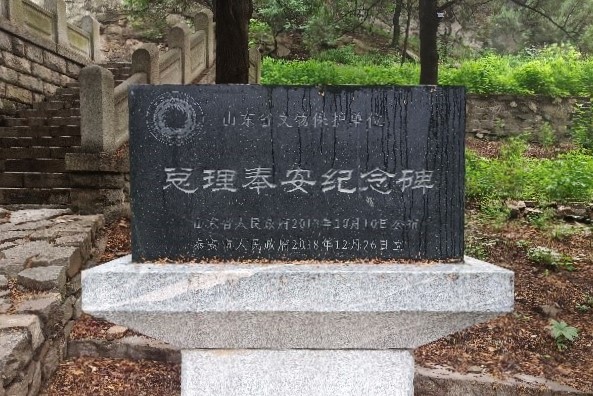 山东省文物保护单位
总理奉安纪念碑
山东省人民政府2013年10月10日公布
泰安市人民政府2018年12月26日立